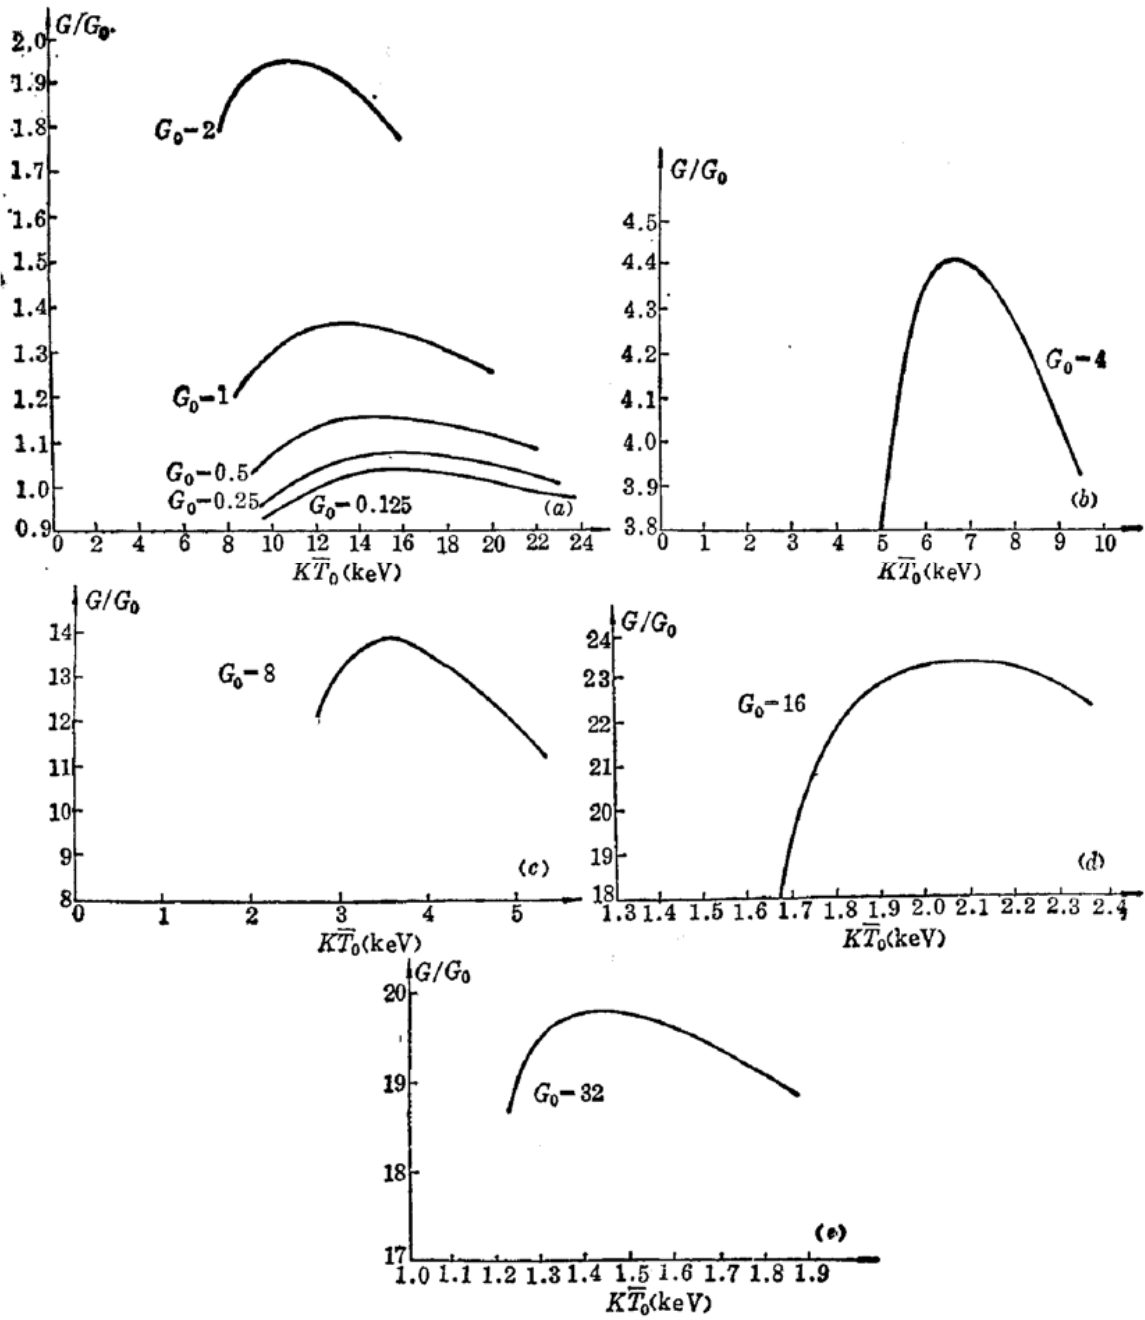 G/G₀
2.0
1.9
1.8
1.7
1.6
1.5
1.4
1.3
1.2
1.1
1.0
0.9
G₀-2
G₀-1
G₀-0.5
G₀-0.25
G₀-0.125
(a)
0 2 4 6 8 10 12 14 16 18 20 22 24
KT̅₀(keV)
G/G₀
4.5
4.4
4.3
4.2
4.1
4.0
3.9
3.8
G₀-4
(b)
0 1 2 3 4 5 6 7 8 9 10
KT̅₀(keV)
G/G₀
14
13
12
11
10
9
8
G₀-8
(c)
0 1 2 3 4 5
KT̅₀(keV)
G/G₀
24
23
22
21
20
19
18
G₀-16
(d)
1.3 1.4 1.5 1.6 1.7 1.8 1.9 2.0 2.1 2.2 2.3 2.4
KT̅₀(keV)
G/G₀
20
19
18
17
G₀-32
(e)
1.0 1.1 1.2 1.3 1.4 1.5 1.6 1.7 1.8 1.9
KT̅₀(keV)